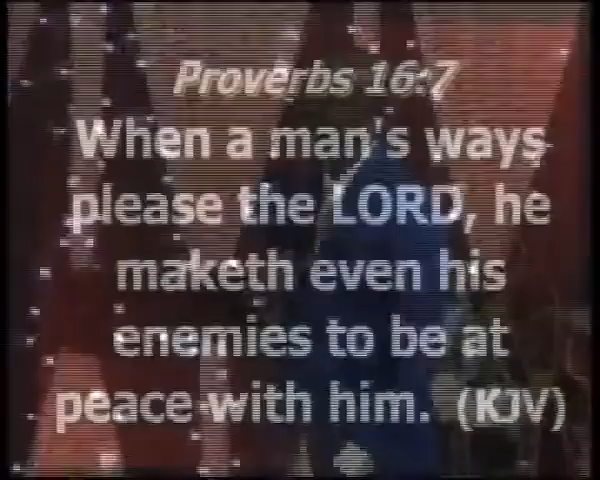 Proverbs 16:7
When a man's ways
please the LORD, he
maketh even his
enemies to be at
peace with him. (KJV)